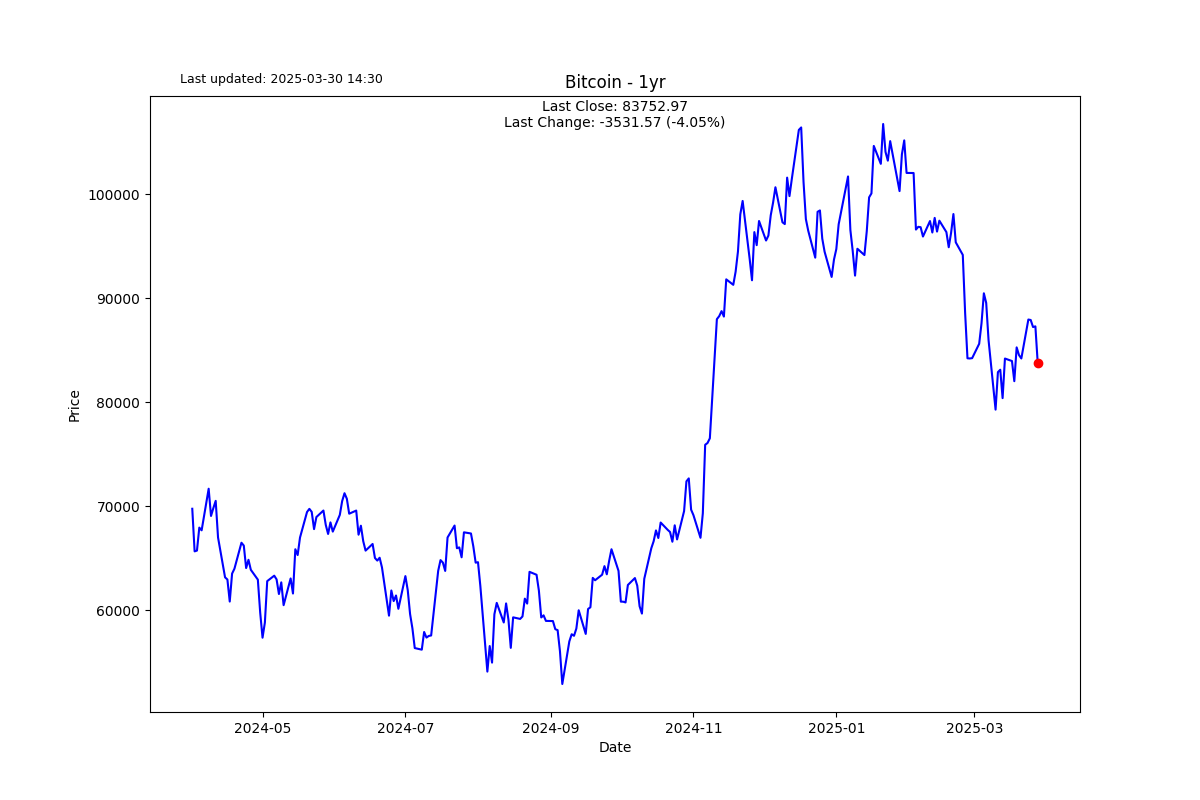 Last updated: 2025-03-30 14:30
Bitcoin - 1yr
Last Close: 83752.97
Last Change: -3531.57 (-4.05%)
100000
90000
80000
70000
60000
Price
2024-05
2024-07
2024-09
2024-11
2025-01
2025-03
Date